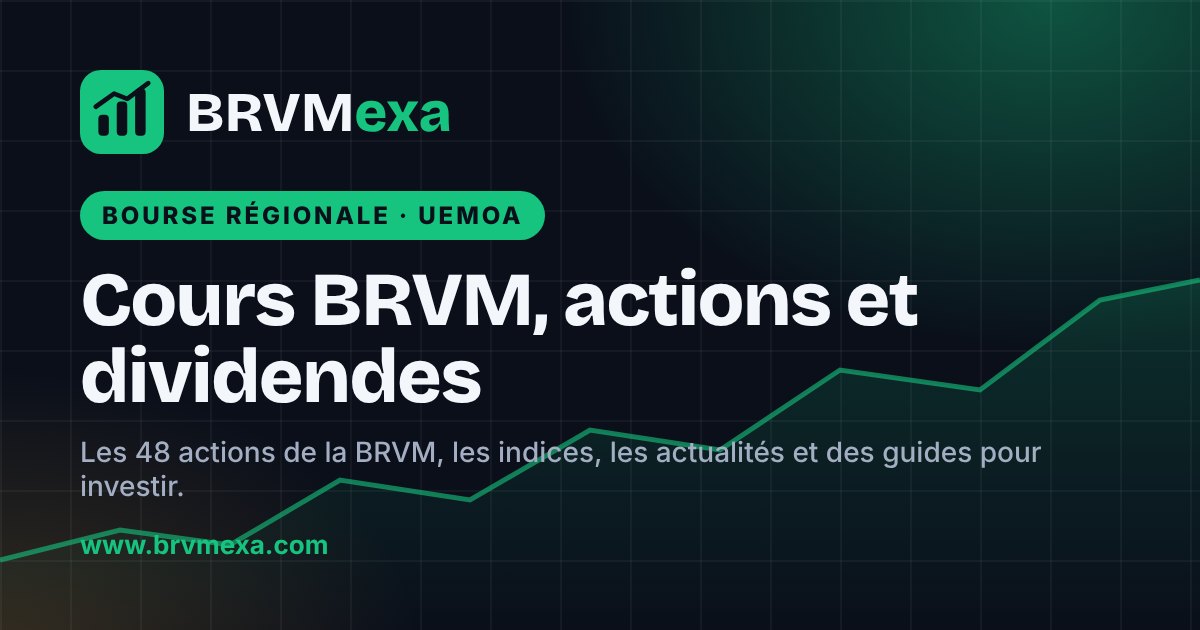 BRVMexa
BOURSE RÉGIONALE · UEMOA
Cours BRVM, actions et
dividendes
Les 48 actions de la BRVM, les indices, les actualités et des guides pour
investir.
www.brvmexa.com